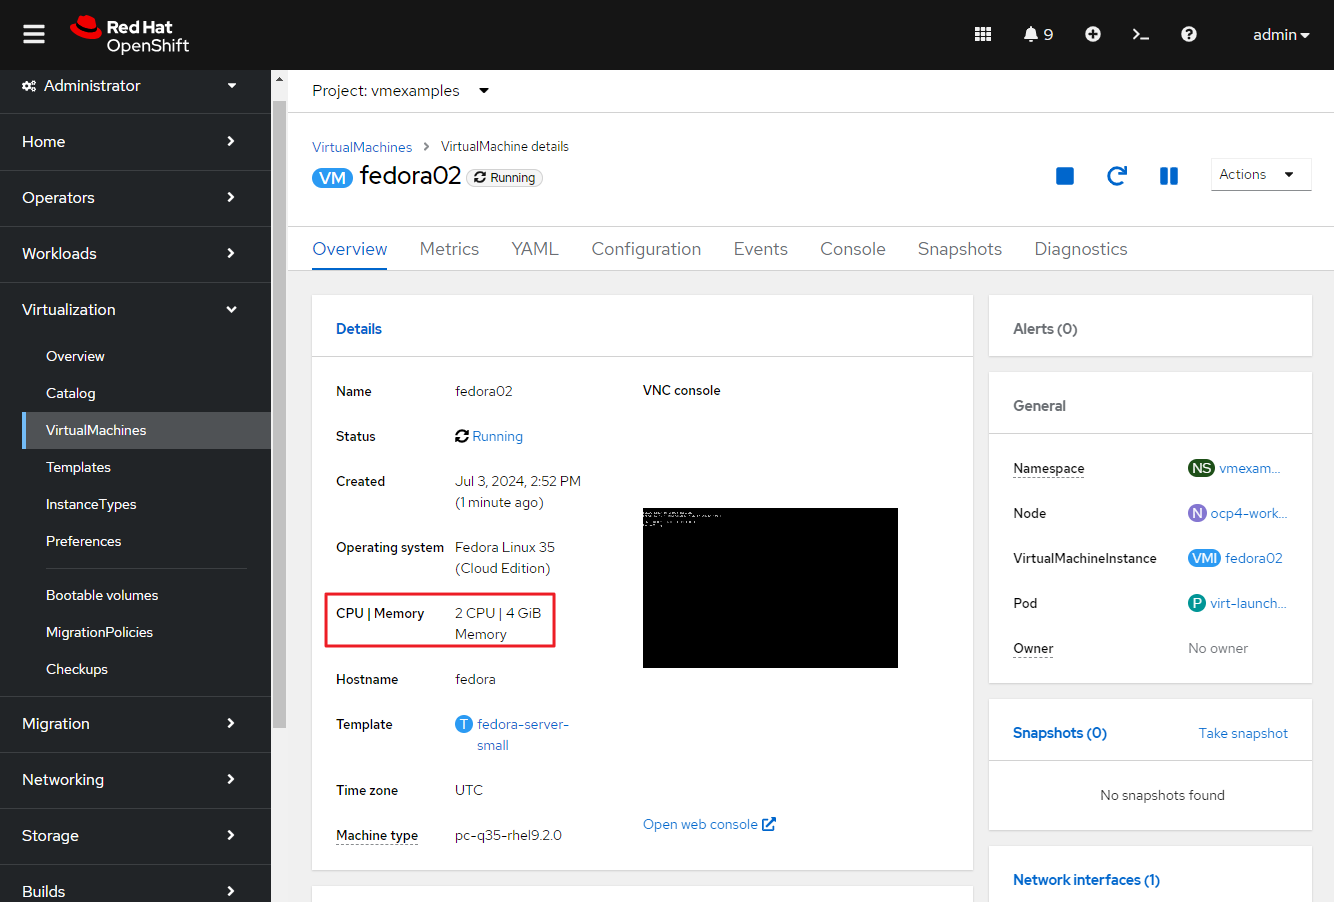 Red Hat
OpenShift
9
admin
Administrator
Home
Operators
Workloads
Virtualization
Overview
Catalog
VirtualMachines
Templates
InstanceTypes
Preferences
Bootable volumes
MigrationPolicies
Checkups
Migration
Networking
Storage
Builds
Project: vmexamples
VirtualMachines > VirtualMachine details
VM fedora02 Running
Actions
Overview Metrics YAML Configuration Events Console Snapshots Diagnostics
Details
Name fedora02
Status Running
Created Jul 3, 2024, 2:52 PM
(1 minute ago)
Operating system Fedora Linux 35
(Cloud Edition)
CPU | Memory 2 CPU | 4 GiB
Memory
Hostname fedora
Template T fedora-server-
small
Time zone UTC
Machine type pc-q35-rhel9.2.0
VNC console
Open web console
Alerts (0)
General
Namespace NS vmexam...
Node N ocp4-work...
VirtualMachineInstance VMI fedora02
Pod P virt-launch...
Owner No owner
Snapshots (0) Take snapshot
No snapshots found
Network interfaces (1)